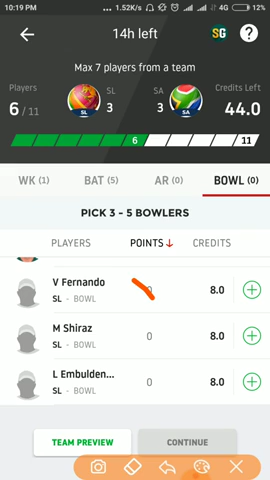 10:19 PM ... 1.52K/s 4G 12%
14h left SG ?
Max 7 players from a team
Players SL SA Credits Left
6 / 11 SL 3 3 SA 44.0
6 11
WK (1) BAT (5) AR (0) BOWL (0)
PICK 3 - 5 BOWLERS
PLAYERS POINTS ↓ CREDITS
V Fernando
SL - BOWL 0 8.0
M Shiraz
SL - BOWL 0 8.0
L Embulden...
SL - BOWL 0 8.0
TEAM PREVIEW CONTINUE